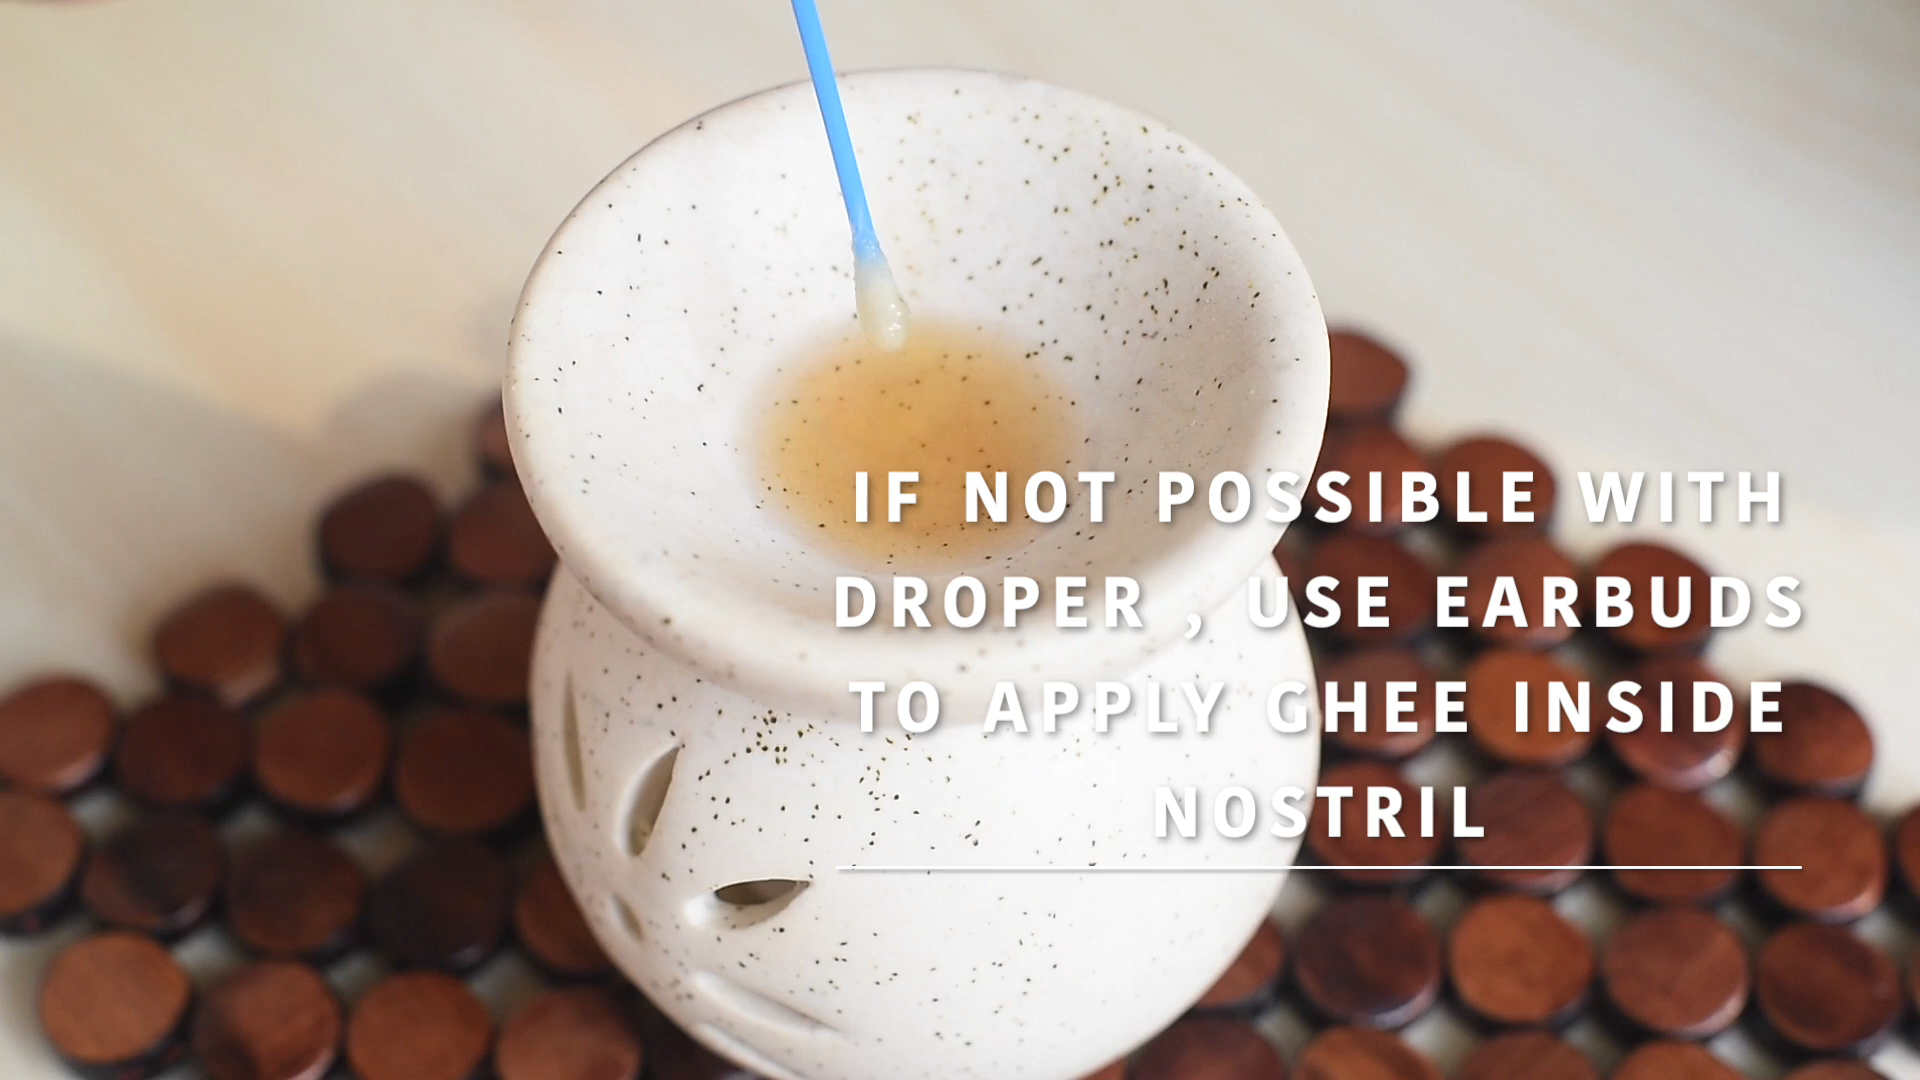 IF NOT POSSIBLE WITH
DROPER , USE EARBUDS
TO APPLY GHEE INSIDE
NOSTRIL